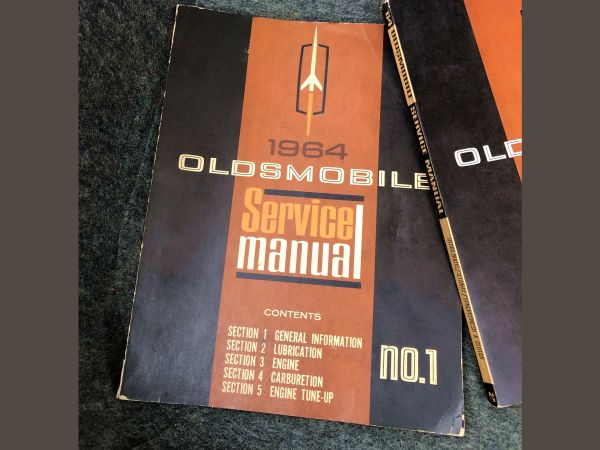 1964
OLDSMOBILE
Service
manual
CONTENTS
SECTION 1 GENERAL INFORMATION
SECTION 2 LUBRICATION
SECTION 3 ENGINE
SECTION 4 CARBURETION
SECTION 5 ENGINE TUNE-UP
no.1
64 OLDSMOBILE SERVICE MANUAL
OLD